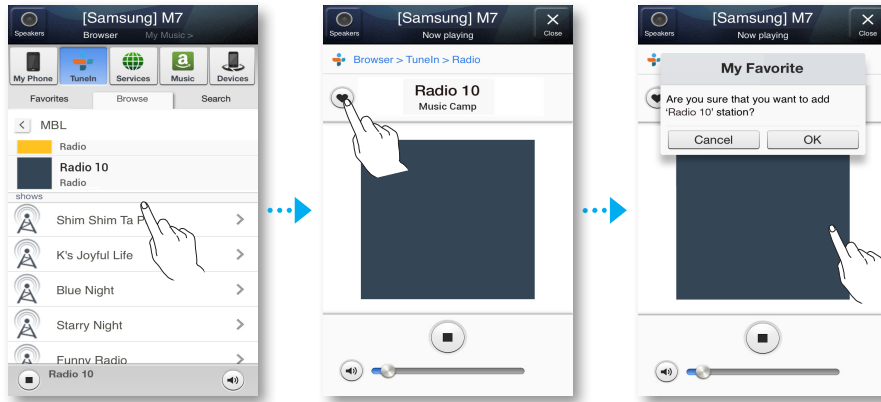 [Samsung] M7
Speakers
Browser My Music >
My Phone TuneIn Services Music Devices
Favorites Browse Search
< MBL
Radio
Radio 10
Radio
shows
Shim Shim Ta P
K's Joyful Life
Blue Night
Starry Night
Funny Radio
Radio 10
[Samsung] M7
Speakers Now playing Close
Browser > TuneIn > Radio
Radio 10
Music Camp
[Samsung] M7
Speakers Now playing Close
My Favorite
Are you sure that you want to add
'Radio 10' station?
Cancel OK